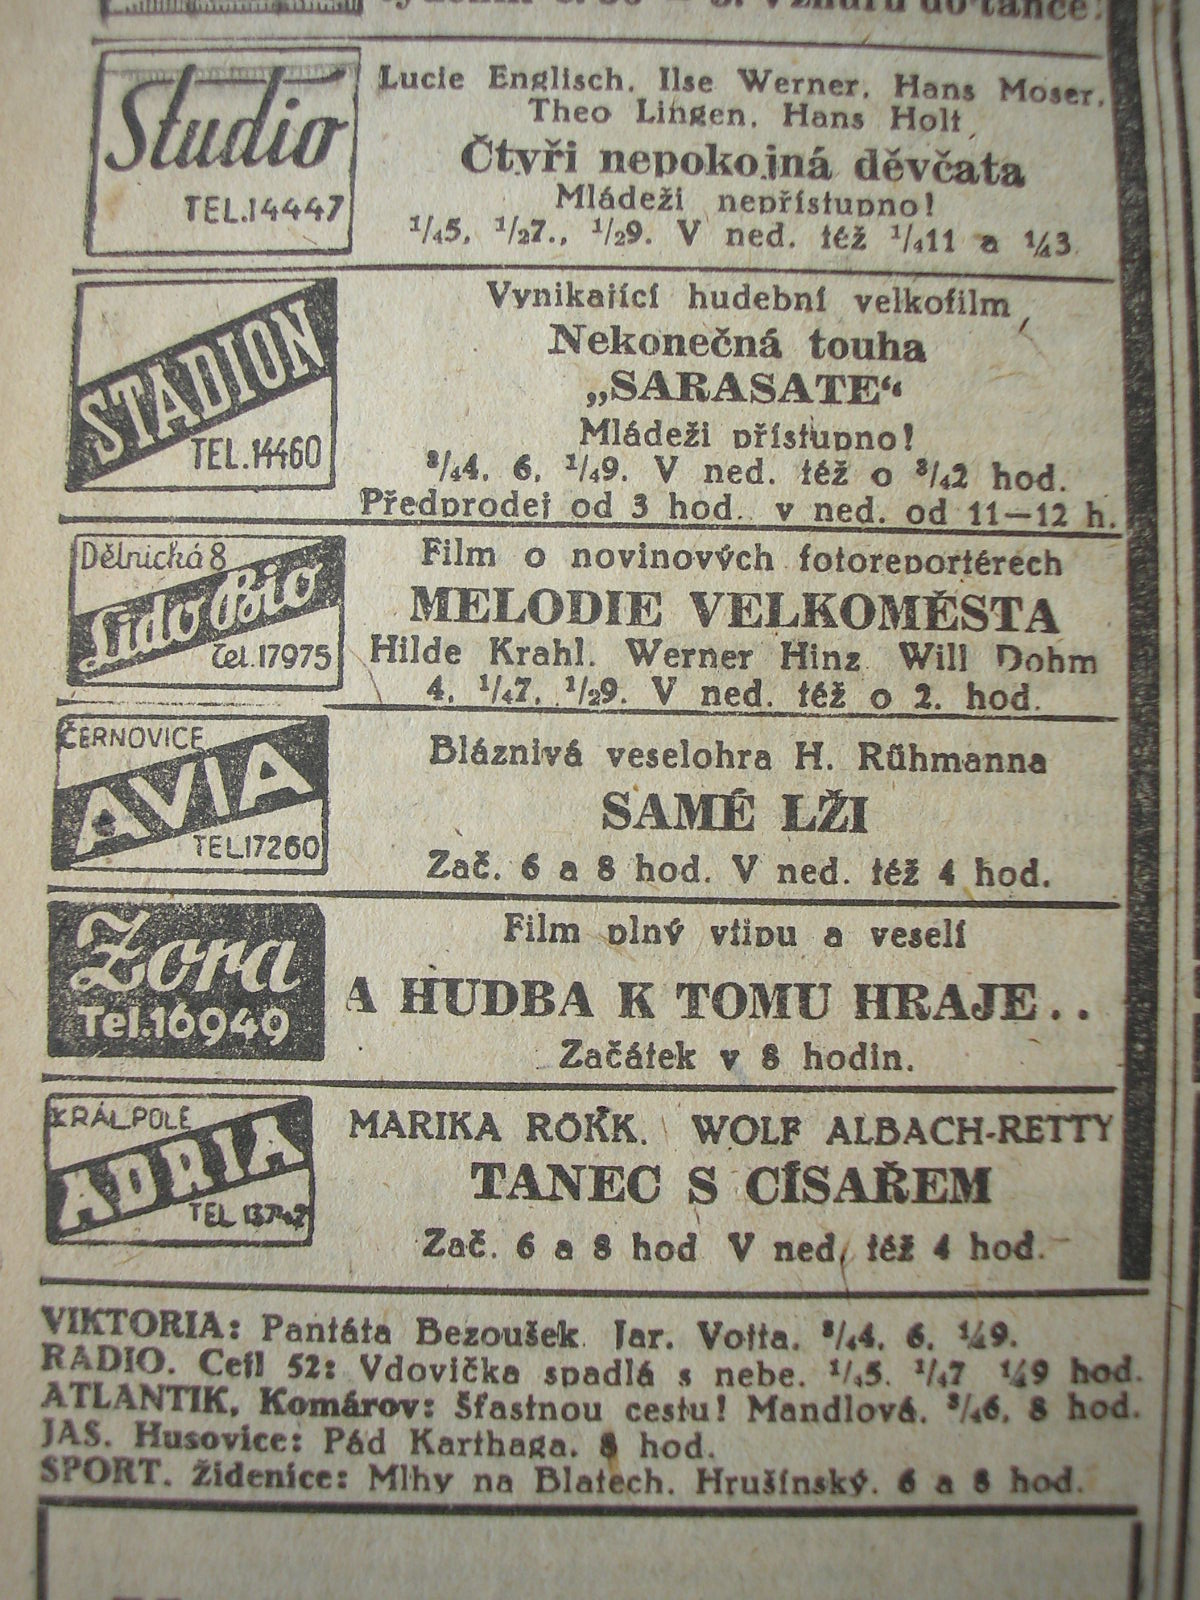 Vzhůru do tance!
Studio
TEL.14447
Lucie Englisch, Ilse Werner, Hans Moser,
Theo Lingen, Hans Holt
Čtyři nepokojná děvčata
Mládeži nepřístupno!
1/45, 1/27., 1/29. V ned. též 1/411 a 1/43
STADION
TEL.14460
Vynikající hudební velkofilm
Nekonečná touha
„SARASATE“
Mládeži přístupno!
3/44, 6, 1/49. V ned. též o 3/42 hod.
Předprodej od 3 hod. v ned. od 11—12 h.
Dělnická 8
Lido Bio
Tel.17975
Film o novinových fotoreportérech
MELODIE VELKOMĚSTA
Hilde Krahl, Werner Hinz Will Dohm
4, 1/47, 1/29. V ned. též o 2. hod.
ČERNOVICE
AVIA
TEL.17260
Bláznivá veselohra H. Rühmanna
SAMÉ LŽI
Zač. 6 a 8 hod. V ned. též 4 hod.
Zora
Tel.16949
Film plný vtipu a veselí
A HUDBA K TOMU HRAJE..
Začátek v 8 hodin.
KRÁL.POLE
ADRIA
TEL 13742
MARIKA RÖKK, WOLF ALBACH-RETTY
TANEC S CÍSAŘEM
Zač. 6 a 8 hod V ned, též 4 hod.
VIKTORIA: Pantáta Bezoušek. Jar. Vojta. 3/44, 6, 1/49.
RADIO, Cejl 52: Vdovička spadlá s nebe. 1/45, 1/47 1/49 hod.
ATLANTIK, Komárov: Šťastnou cestu! Mandlová. 3/46, 8 hod.
JAS, Husovice: Pád Karthaga. 8 hod.
SPORT, Židenice: Mlhy na Blatech. Hrušínský. 6 a 8 hod.